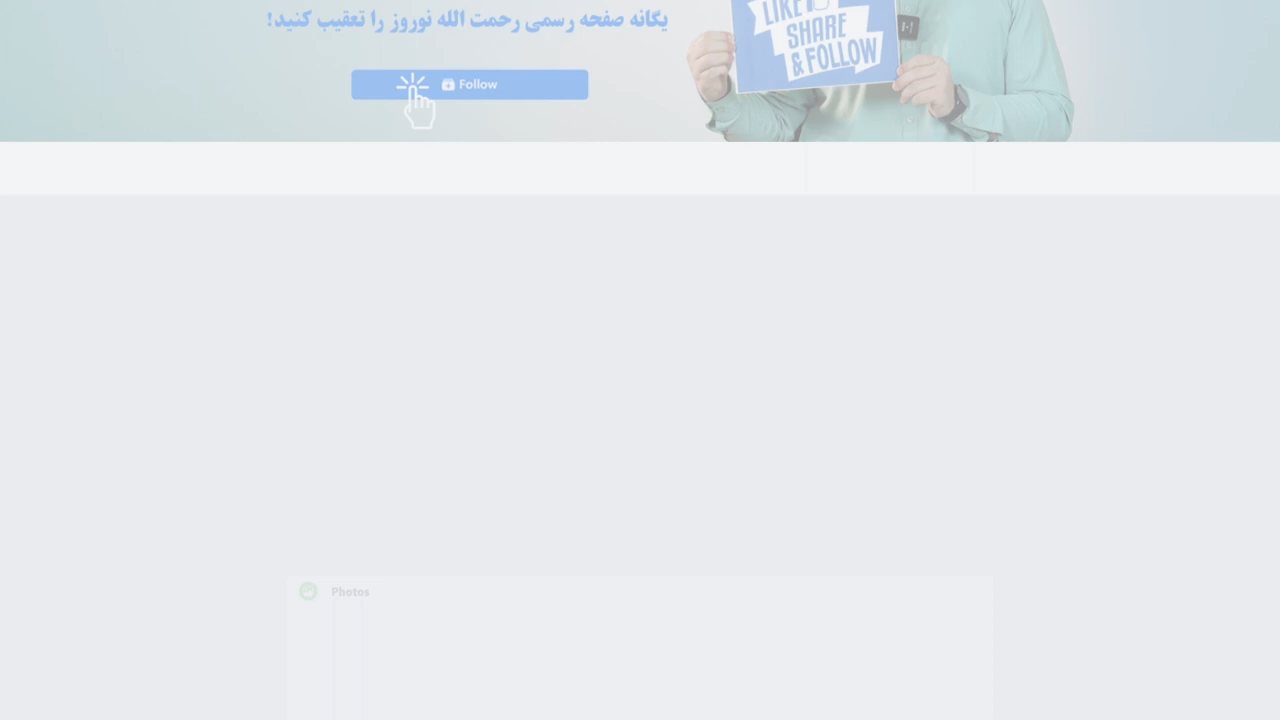 یگانه صفحه رسمی رحمت الله نوروز را تعقیب کنید!
LIKE
SHARE
& FOLLOW
Follow
Photos